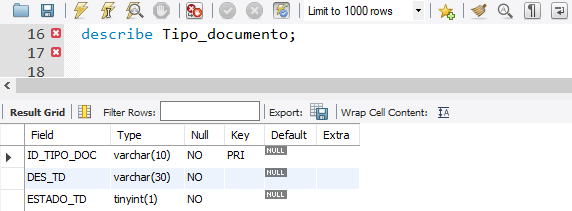 Limit to 1000 rows
16 describe Tipo_documento;
17
18
Result Grid Filter Rows: Export: Wrap Cell Content: IA
Field Type Null Key Default Extra
ID_TIPO_DOC varchar(10) NO PRI NULL
DES_TD varchar(30) NO NULL
ESTADO_TD tinyint(1) NO NULL